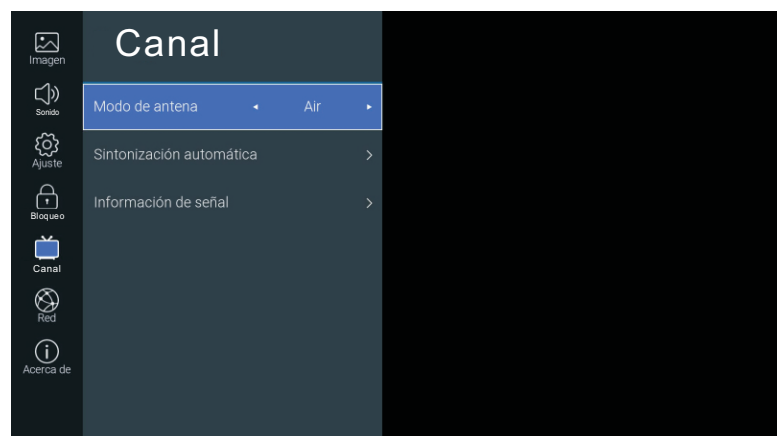 Canal
Imagen
Sonido
Ajuste
Bloqueo
Canal
Red
Acerca de
Modo de antena Air
Sintonización automática
Información de señal